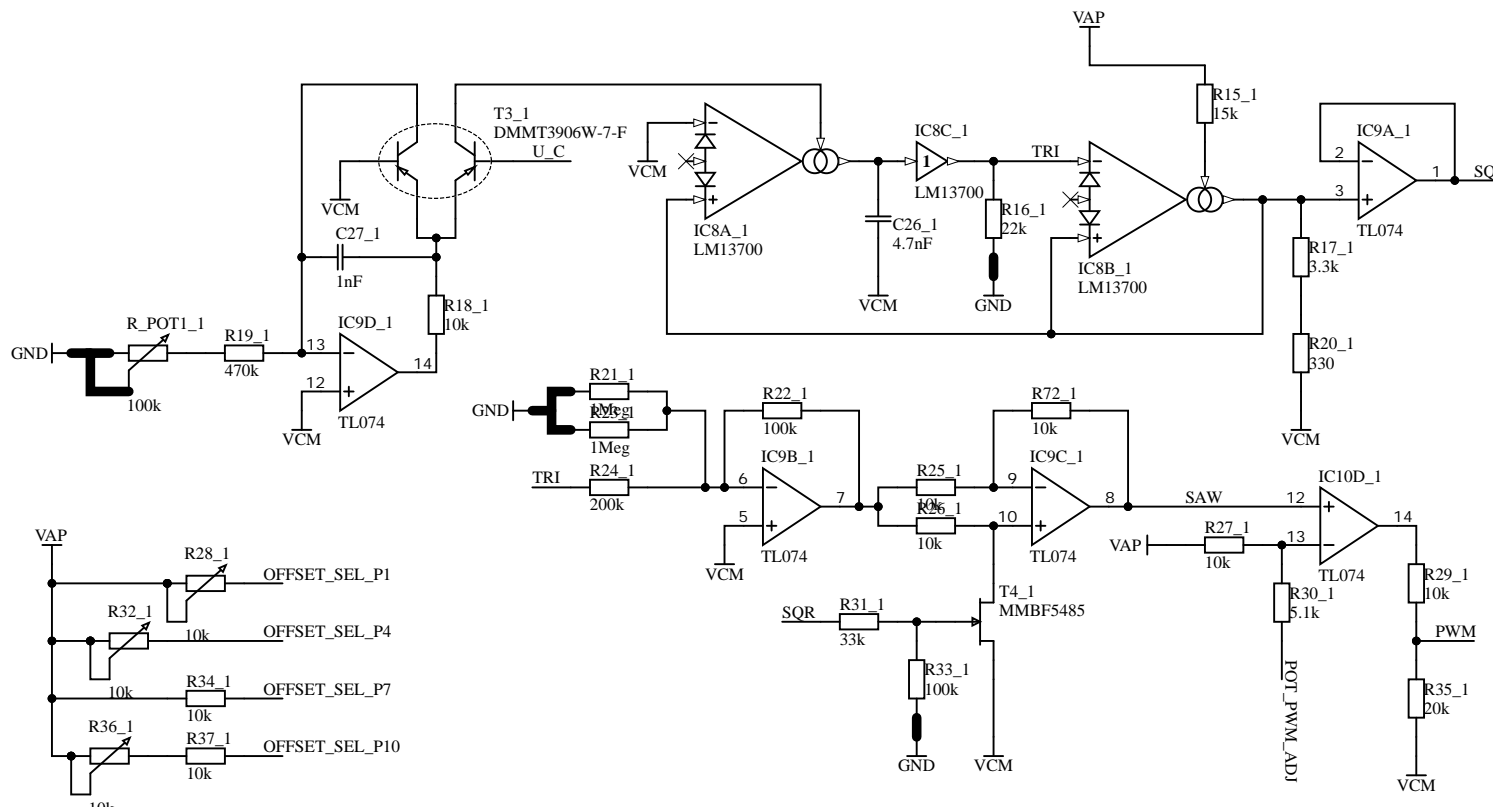 VAP
T3_1
DMMT3906W-7-F
U_C
VCM
C27_1
1nF
R18_1
10k
R_POT1_1
GND
100k
R19_1
470k
IC9D_1
13
12
14
TL074
VCM
VCM
IC8A_1
LM13700
IC8C_1
1
LM13700
C26_1
4.7nF
VCM
TRI
R16_1
22k
GND
IC8B_1
LM13700
R15_1
15k
IC9A_1
2
3
1
SQ
TL074
R17_1
3.3k
R20_1
330
VCM
GND
R21_1
1Meg
R23_1
1Meg
TRI
R24_1
200k
R22_1
100k
IC9B_1
6
5
7
TL074
VCM
R25_1
10k
R26_1
10k
R72_1
10k
IC9C_1
9
10
8
TL074
SAW
VAP
R27_1
10k
IC10D_1
12
13
14
TL074
R30_1
5.1k
POT_PWM_ADJ
R29_1
10k
PWM
R35_1
20k
VCM
SQR
R31_1
33k
T4_1
MMBF5485
R33_1
100k
GND
VCM
VAP
R28_1
OFFSET_SEL_P1
10k
R32_1
OFFSET_SEL_P4
10k
R34_1
OFFSET_SEL_P7
10k
R36_1
R37_1
OFFSET_SEL_P10
10k
10k